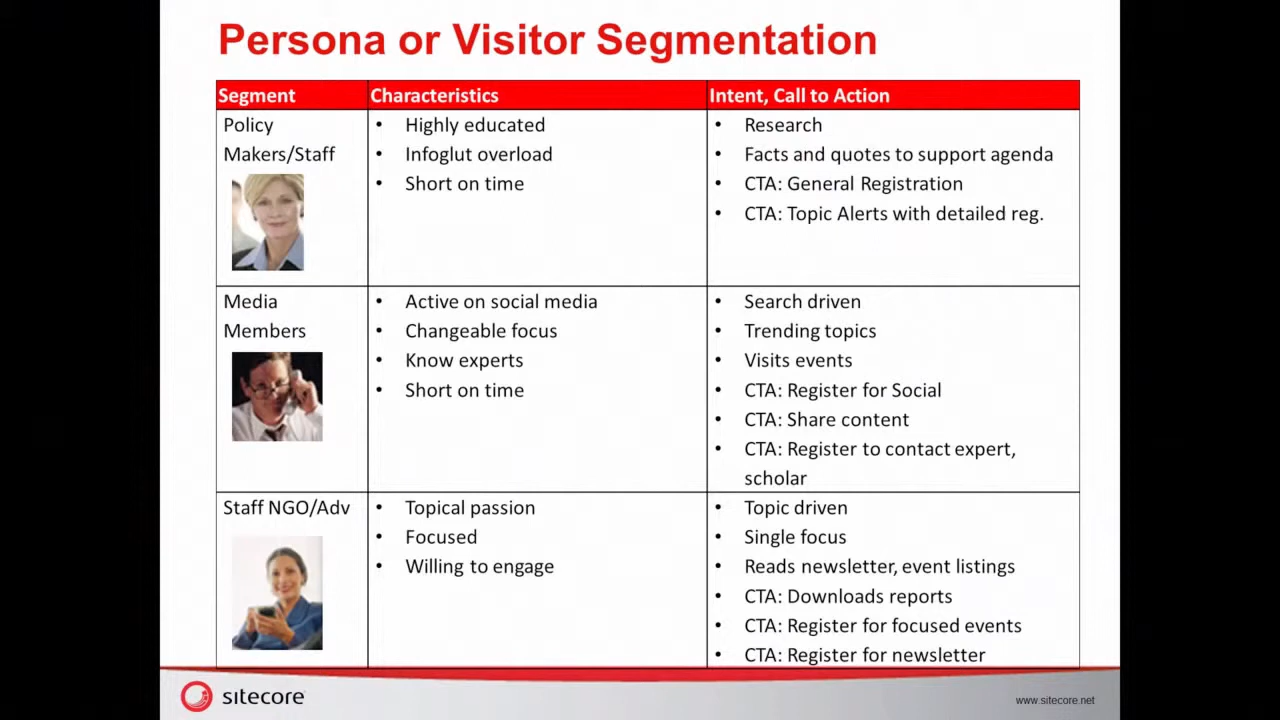 Persona or Visitor Segmentation
Segment
Characteristics
Intent, Call to Action
Policy
Makers/Staff
• Highly educated
• Infoglut overload
• Short on time
• Research
• Facts and quotes to support agenda
• CTA: General Registration
• CTA: Topic Alerts with detailed reg.
Media
Members
• Active on social media
• Changeable focus
• Know experts
• Short on time
• Search driven
• Trending topics
• Visits events
• CTA: Register for Social
• CTA: Share content
• CTA: Register to contact expert,
scholar
Staff NGO/Adv
• Topical passion
• Focused
• Willing to engage
• Topic driven
• Single focus
• Reads newsletter, event listings
• CTA: Downloads reports
• CTA: Register for focused events
• CTA: Register for newsletter
sitecore
www.sitecore.net